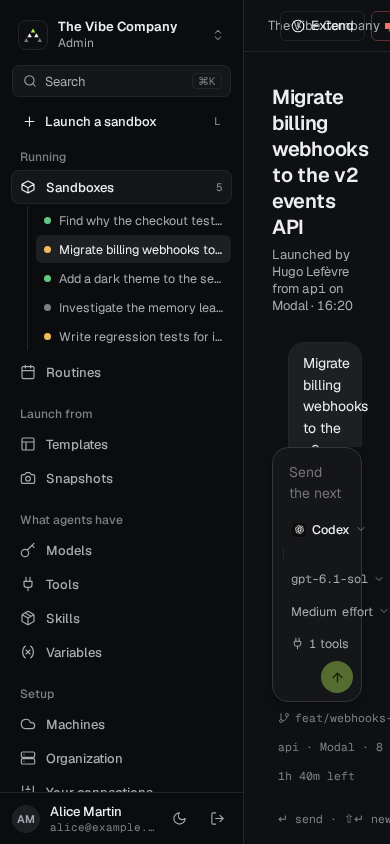 The Vibe Company
Admin
Search ⌘K
Launch a sandbox L
Running
Sandboxes 5
Find why the checkout test…
Migrate billing webhooks to…
Add a dark theme to the se…
Investigate the memory lea…
Write regression tests for i…
Routines
Launch from
Templates
Snapshots
What agents have
Models
Tools
Skills
Variables
Setup
Machines
Organization
Your connections
AM Alice Martin
alice@example.…
The Vibe Company
Extend
Migrate
billing
webhooks
to the v2
events
API
Launched by
Hugo Lefèvre
from api on
Modal · 16:20
Migrate
billing
webhooks
to the
Send
the next
Codex
gpt-6.1-sol
Medium effort
1 tools
feat/webhooks-
api · Modal · 8
1h 40m left
↵ send · ⇧↵ new